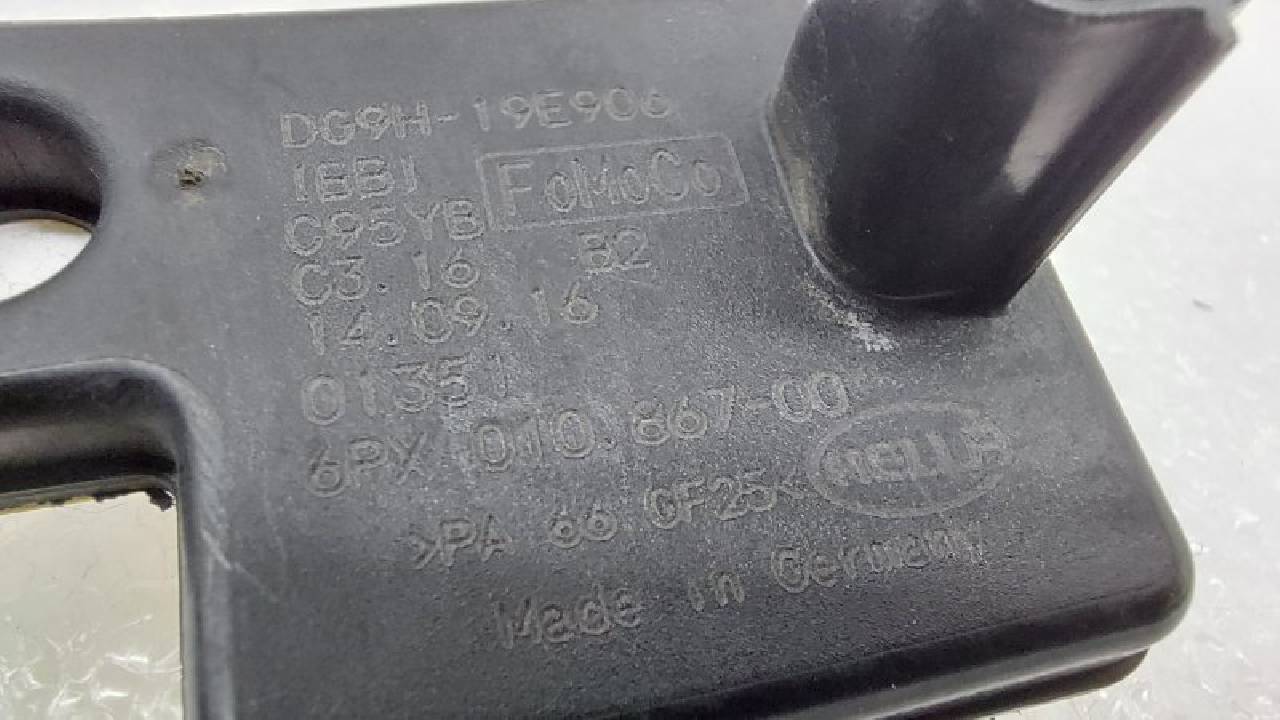 DG9H-19E906
IBBI FoMoCo
C95YB
C3.16 B2
14.09.16
01351
6PX 010.867-00
>PA 66 GF25< HELLA
Made in Germany